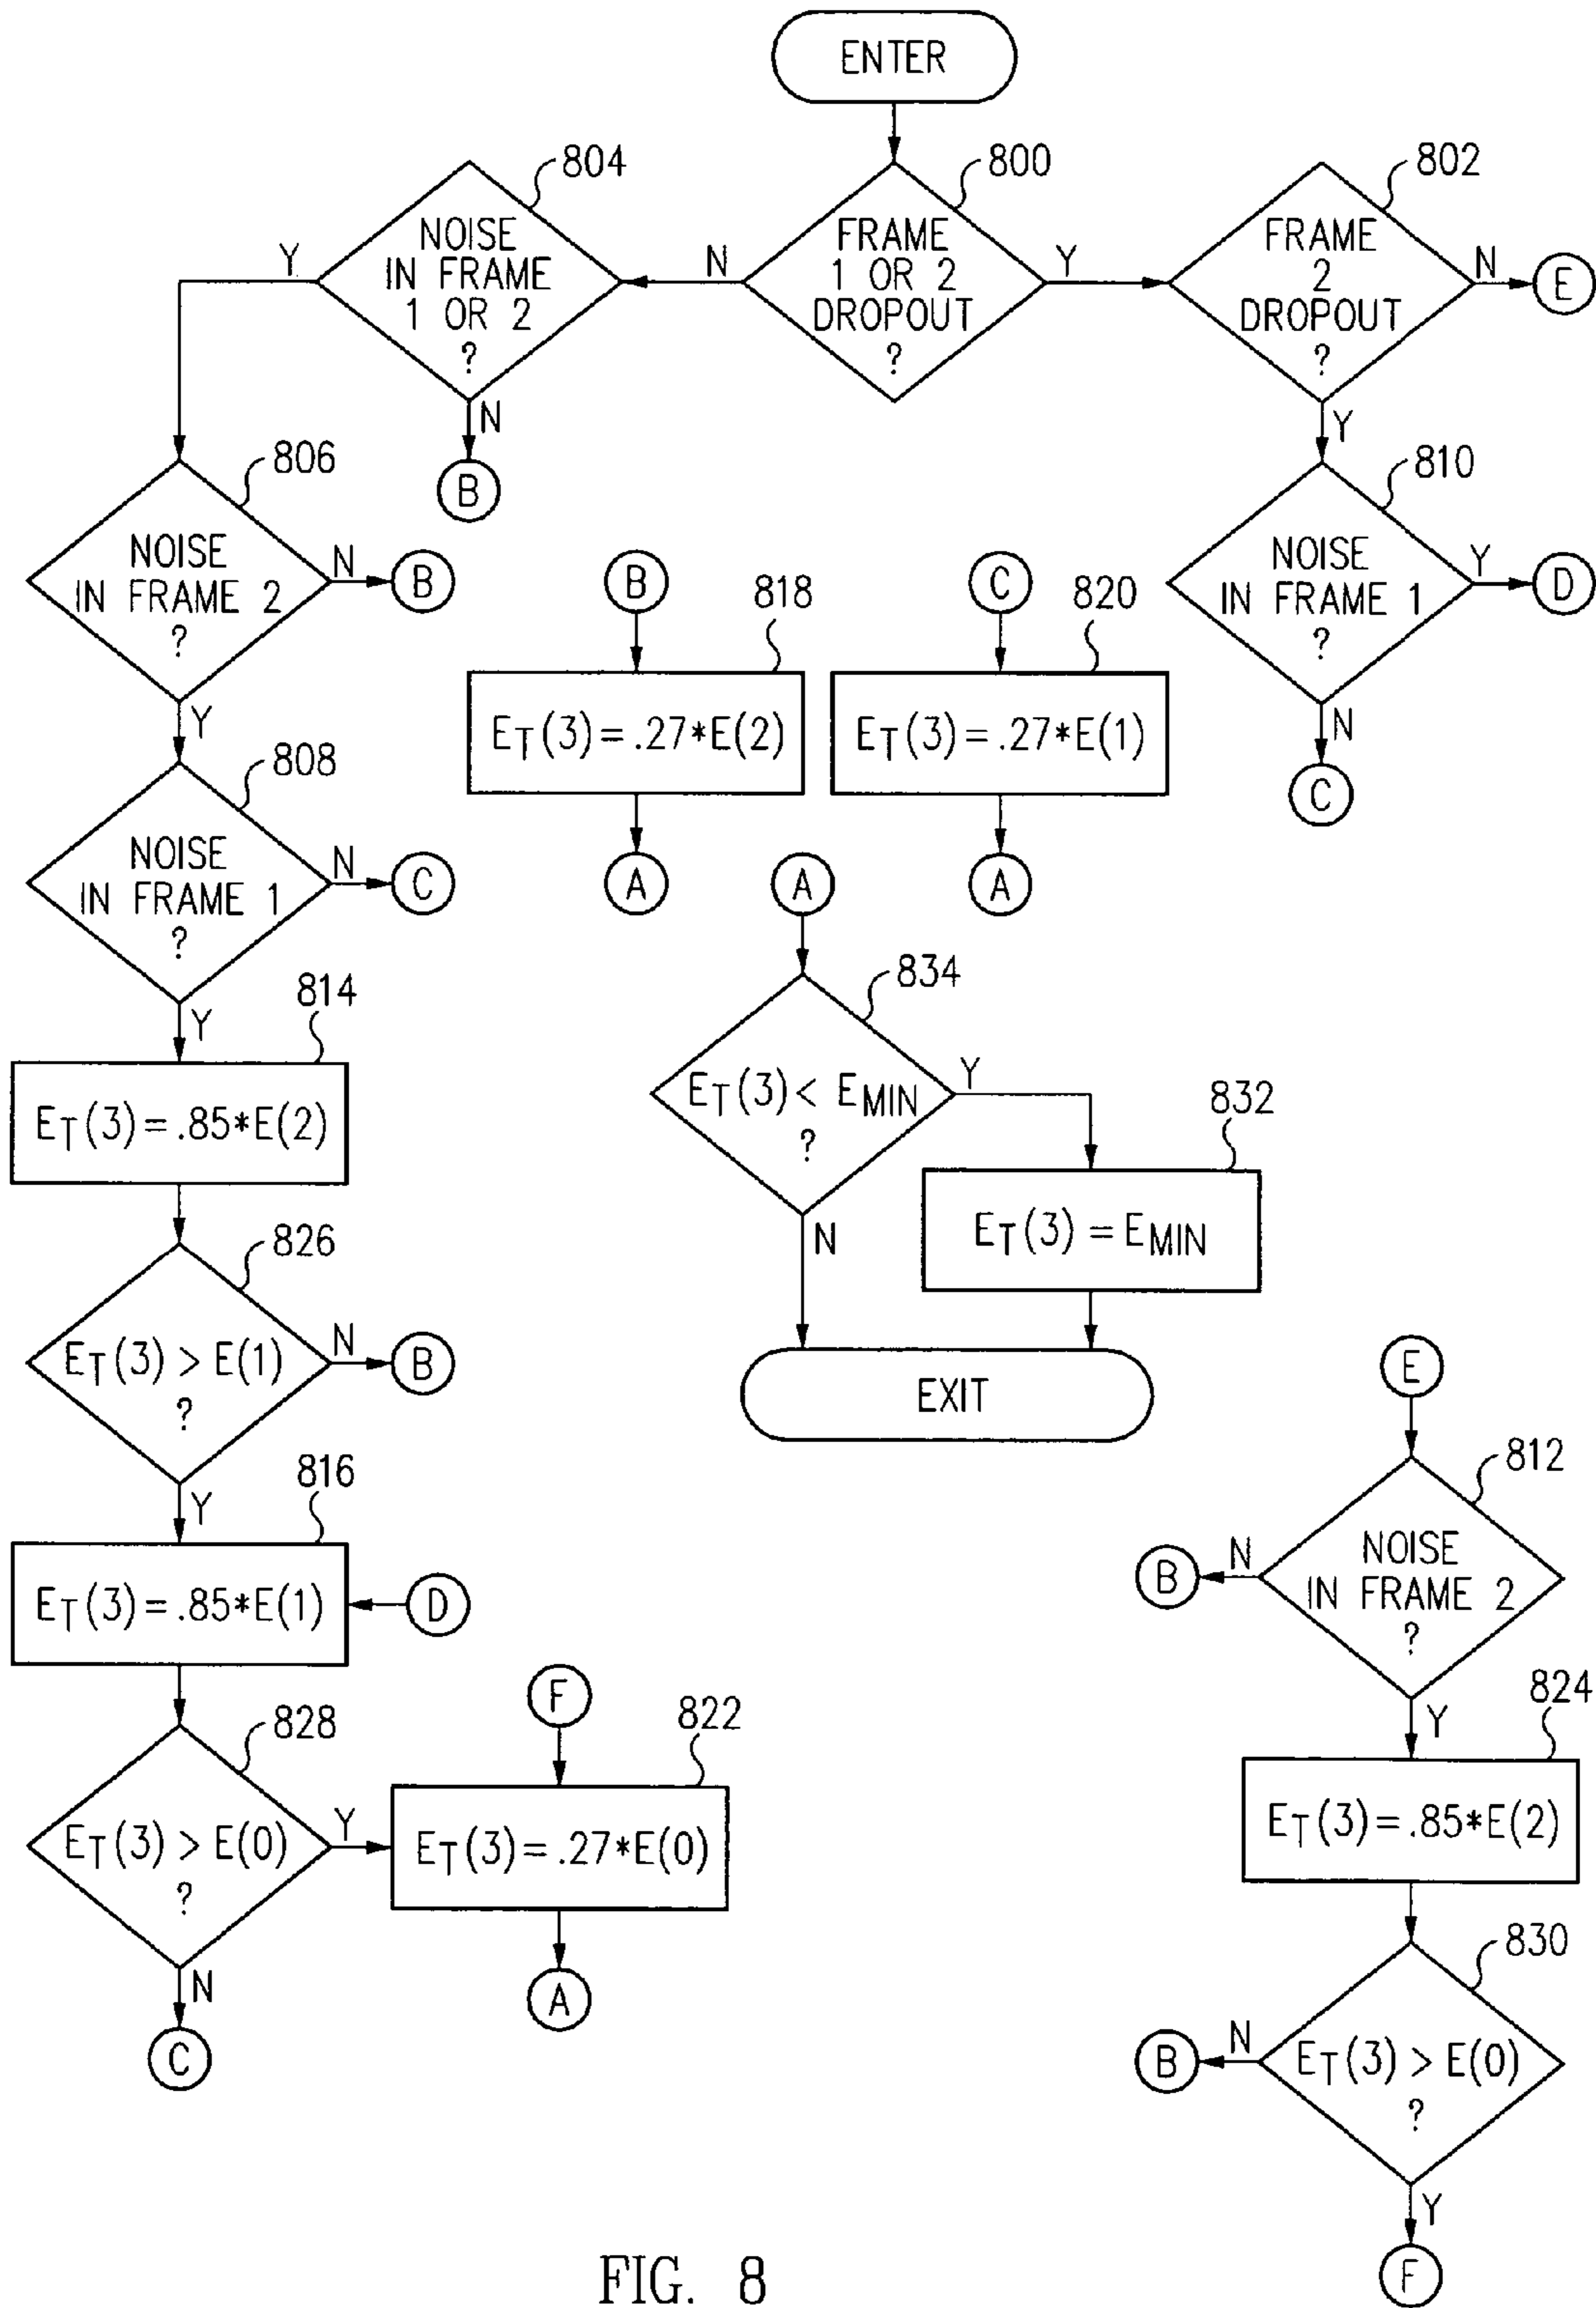 ENTER
804
800
802
NOISE
IN FRAME
1 OR 2
?
FRAME
1 OR 2
DROPOUT
?
FRAME
2
DROPOUT
?
Y
N
Y
N
E
N
B
Y
806
810
NOISE
IN FRAME 2
?
N
B
B
818
C
820
NOISE
IN FRAME 1
?
Y
D
Y
ET(3)=.27*E(2)
ET(3)=.27*E(1)
N
C
808
NOISE
IN FRAME 1
?
N
C
A
A
A
834
814
Y
ET(3)=.85*E(2)
ET(3)< EMIN
?
Y
832
N
ET(3)=EMIN
826
ET(3) > E(1)
?
N
B
EXIT
E
816
Y
812
ET(3)=.85*E(1)
D
B
N
NOISE
IN FRAME 2
?
F
822
824
828
Y
ET(3) > E(0)
?
Y
ET(3)=.27*E(0)
ET(3)=.85*E(2)
830
N
A
C
B
N
ET(3) > E(0)
?
Y
F
FIG. 8